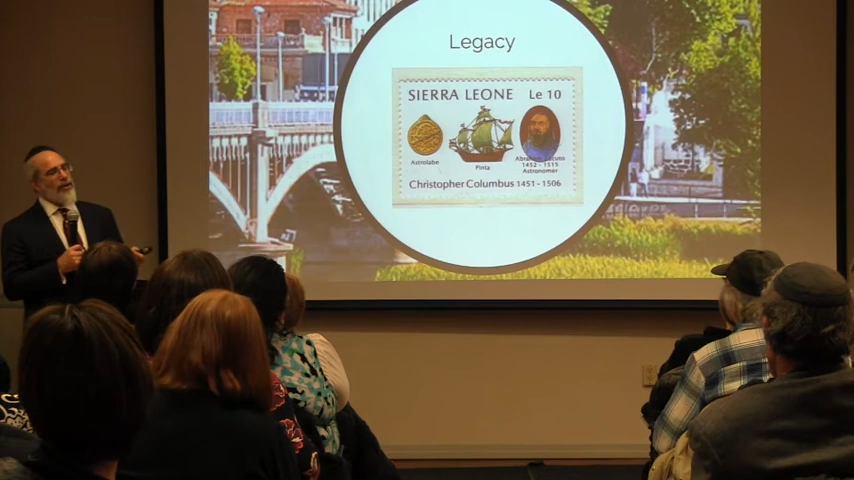 Legacy
SIERRA LEONE Le 10
Astrolabe
Pinta
1452 - 1515
Astronomer
Christopher Columbus 1451-1506